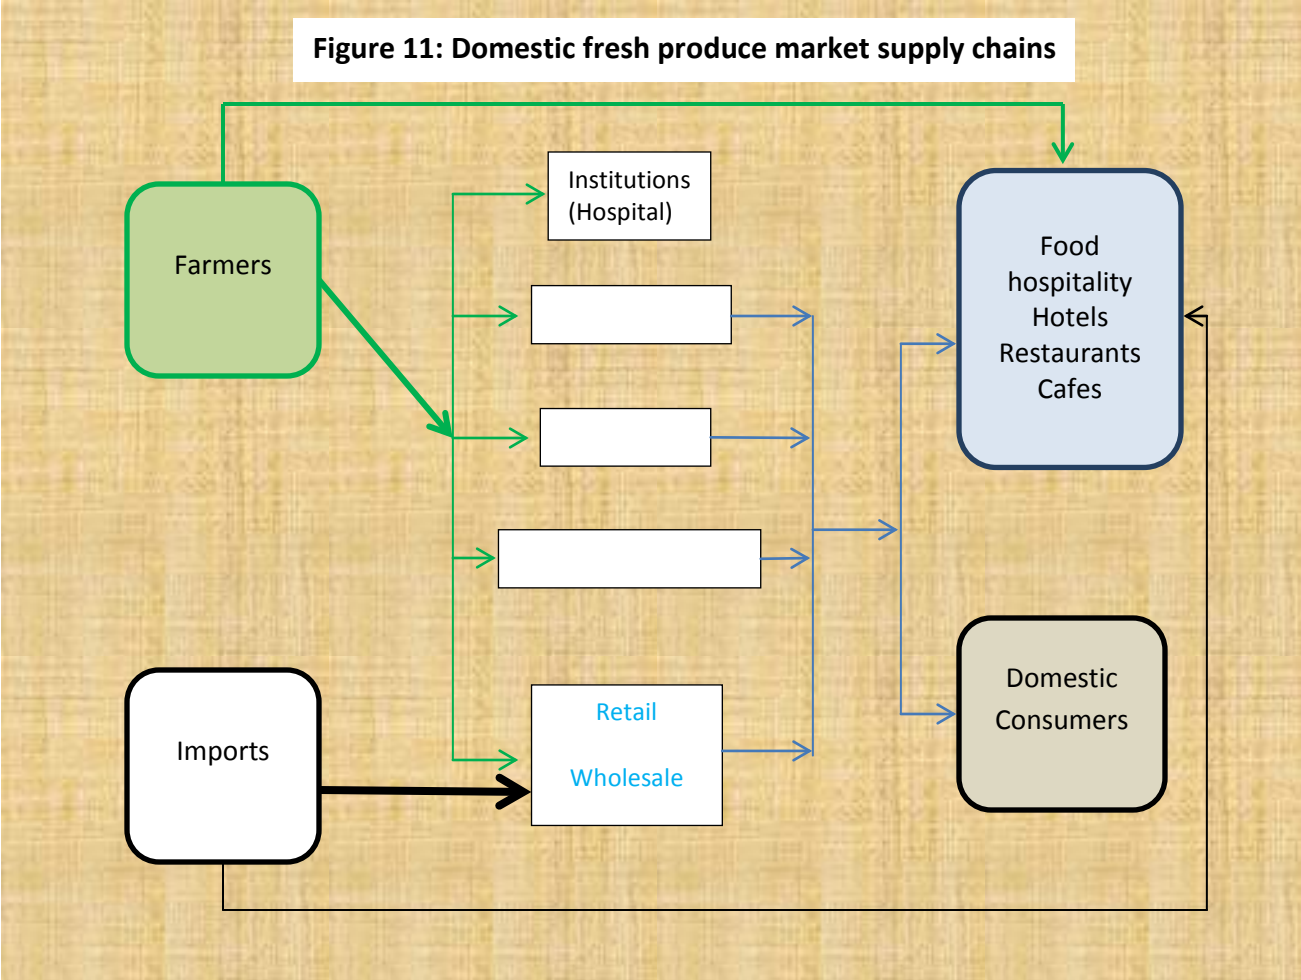 Figure 11: Domestic fresh produce market supply chains
Institutions
(Hospital)
Farmers
Food
hospitality
Hotels
Restaurants
Cafes
Imports
Retail
Wholesale
Domestic
Consumers